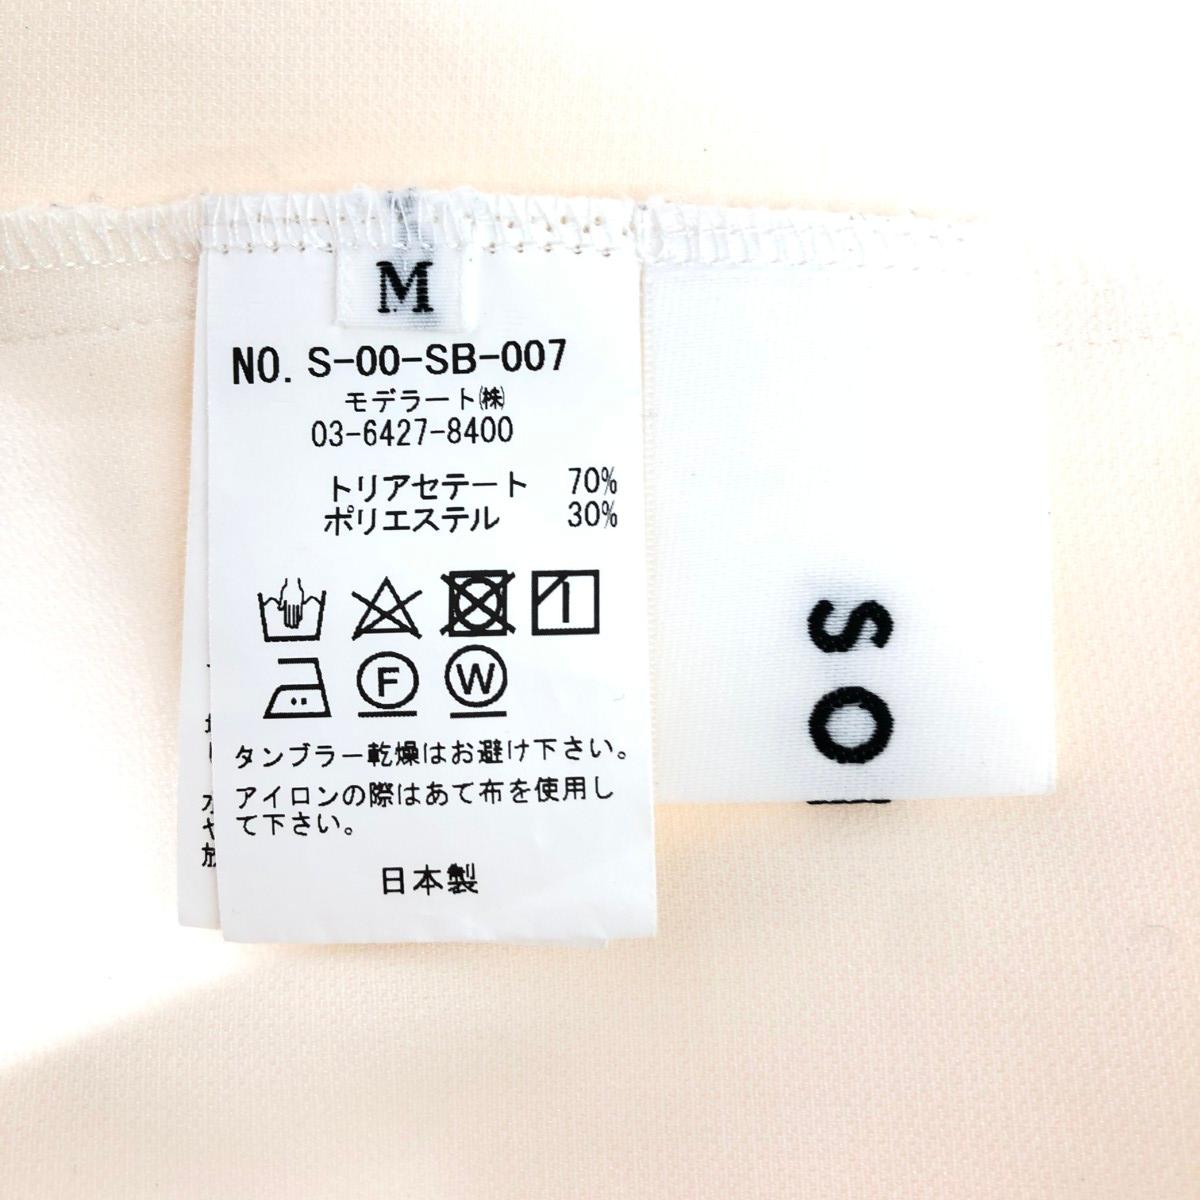 M
NO. S-00-SB-007
モデラート㈱
03-6427-8400
トリアセテート 70%
ポリエステル 30%
F W
タンブラー乾燥はお避け下さい。
アイロンの際はあて布を使用し
て下さい。
日本製
SO